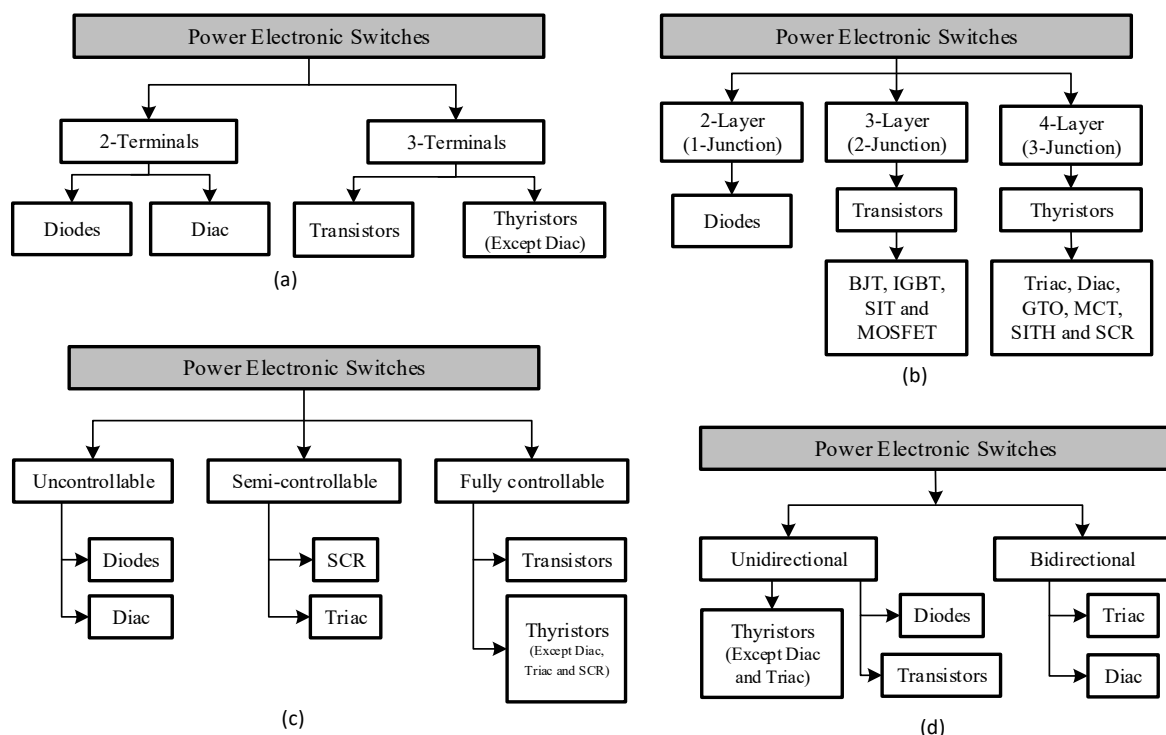 Power Electronic Switches
2-Terminals
3-Terminals
Diodes
Diac
Transistors
Thyristors
(Except Diac)
(a)
Power Electronic Switches
2-Layer
(1-Junction)
3-Layer
(2-Junction)
4-Layer
(3-Junction)
Diodes
Transistors
Thyristors
BJT, IGBT,
SIT and
MOSFET
Triac, Diac,
GTO, MCT,
SITH and SCR
(b)
Power Electronic Switches
Uncontrollable
Semi-controllable
Fully controllable
Diodes
Diac
SCR
Triac
Transistors
Thyristors
(Except Diac,
Triac and SCR)
(c)
Power Electronic Switches
Unidirectional
Bidirectional
Thyristors
(Except Diac
and Triac)
Diodes
Transistors
Triac
Diac
(d)